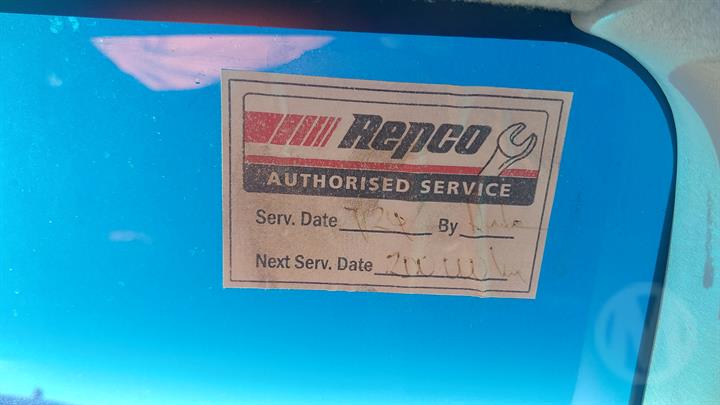 Repco
AUTHORISED SERVICE
Serv. Date By
Next Serv. Date